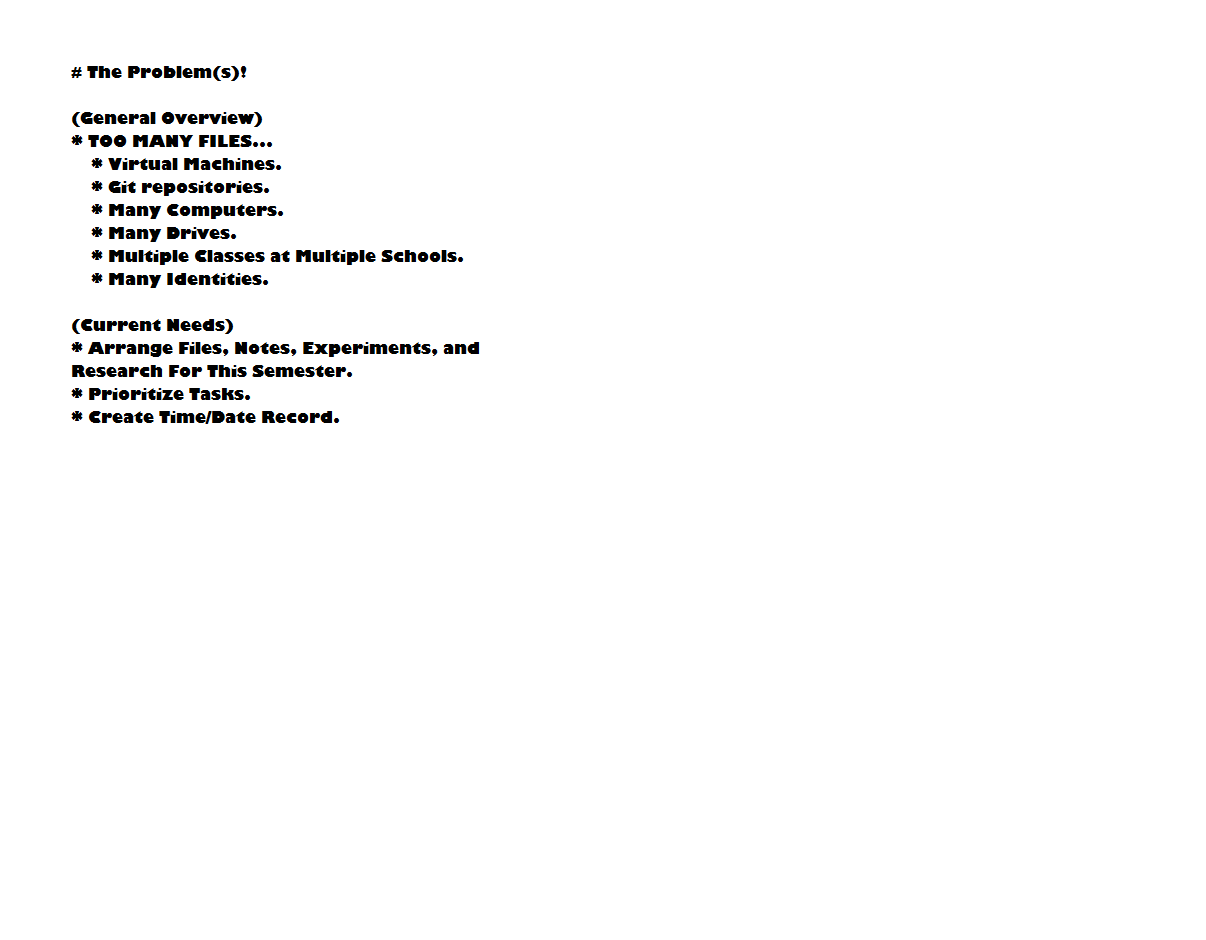 # The Problem(s)!
(General Overview)
* TOO MANY FILES...
* Virtual Machines.
* Git repositories.
* Many Computers.
* Many Drives.
* Multiple Classes at Multiple Schools.
* Many Identities.
(Current Needs)
* Arrange Files, Notes, Experiments, and
Research For This Semester.
* Prioritize Tasks.
* Create Time/Date Record.